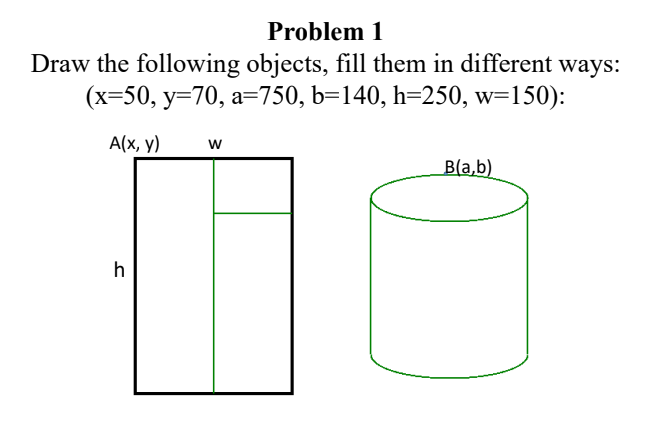 Problem 1
Draw the following objects, fill them in different ways:
(x=50, y=70, a=750, b=140, h=250, w=150):
A(x, y)
w
B(a,b)
h